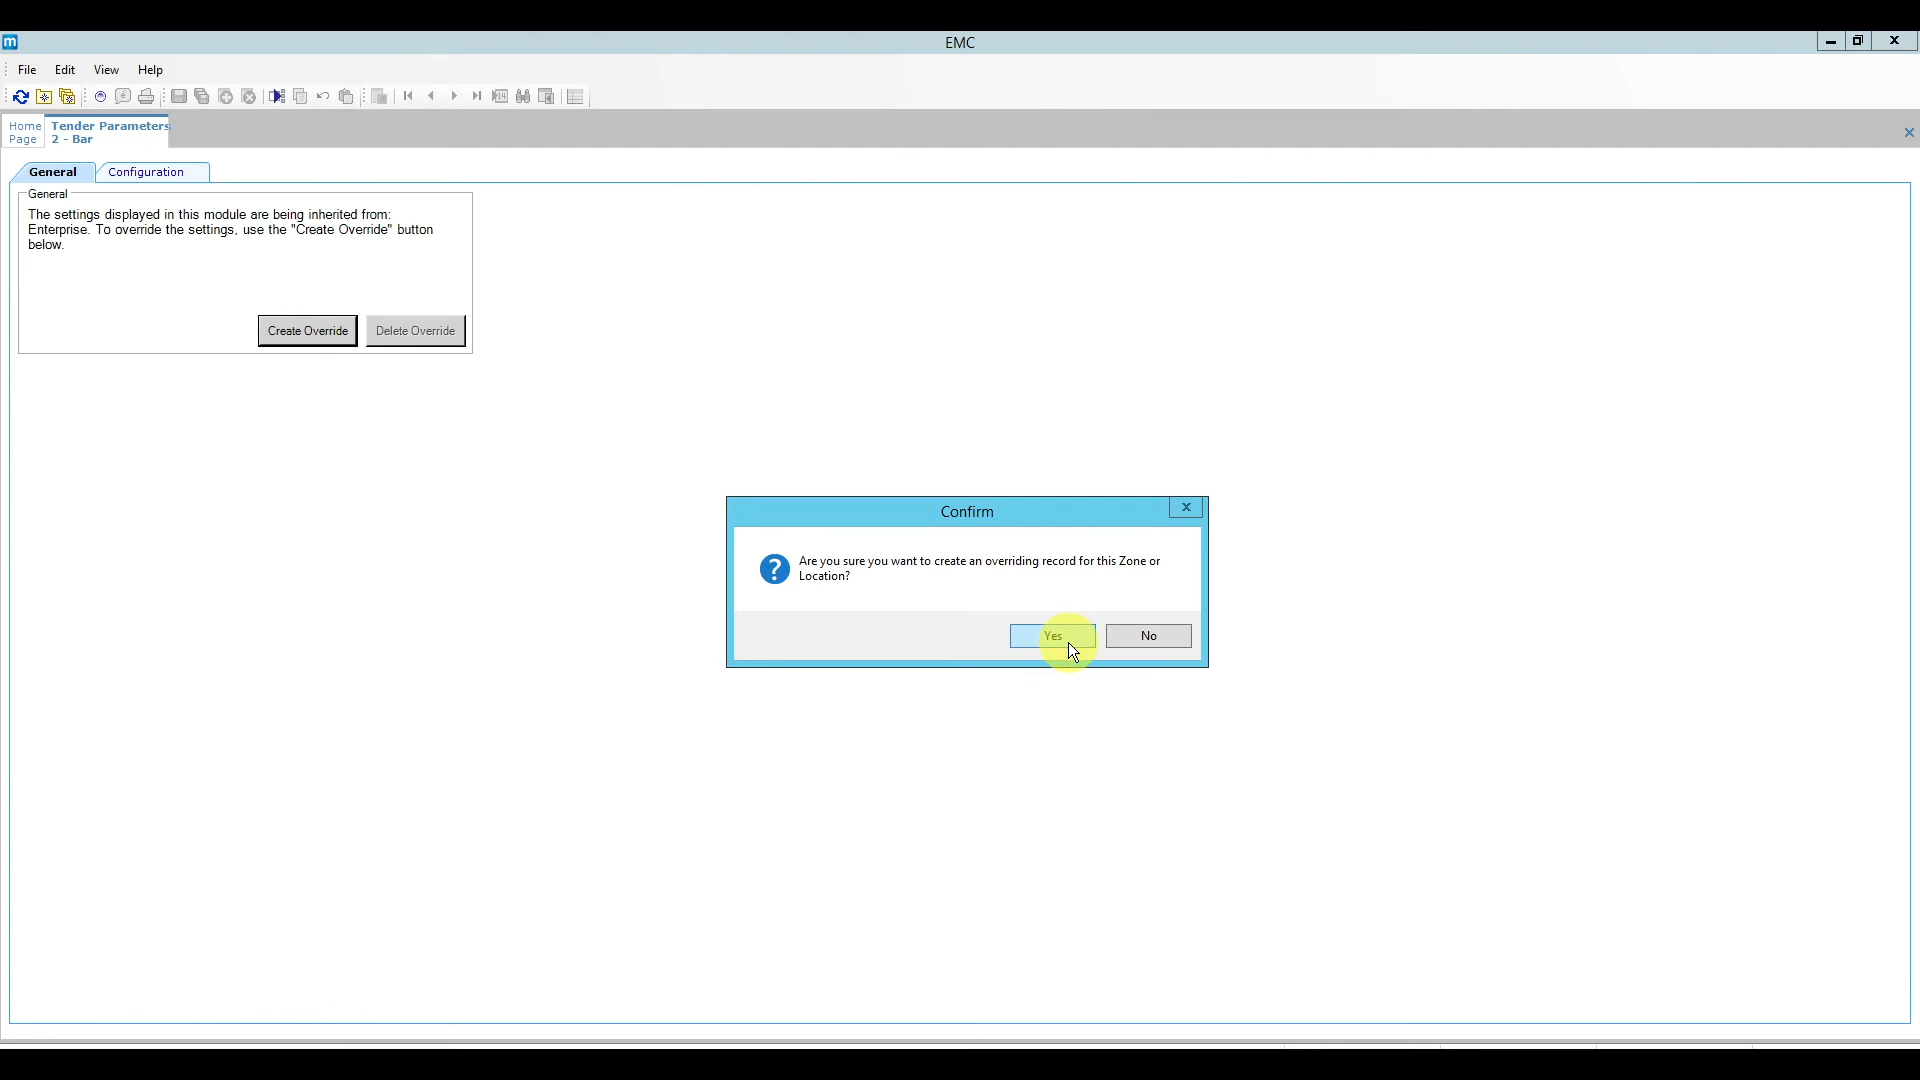 EMC
File Edit View Help
Home Page
Tender Parameters
2 - Bar
General Configuration
General
The settings displayed in this module are being inherited from:
Enterprise. To override the settings, use the "Create Override" button
below.
Create Override Delete Override
Confirm
Are you sure you want to create an overriding record for this Zone or
Location?
Yes No